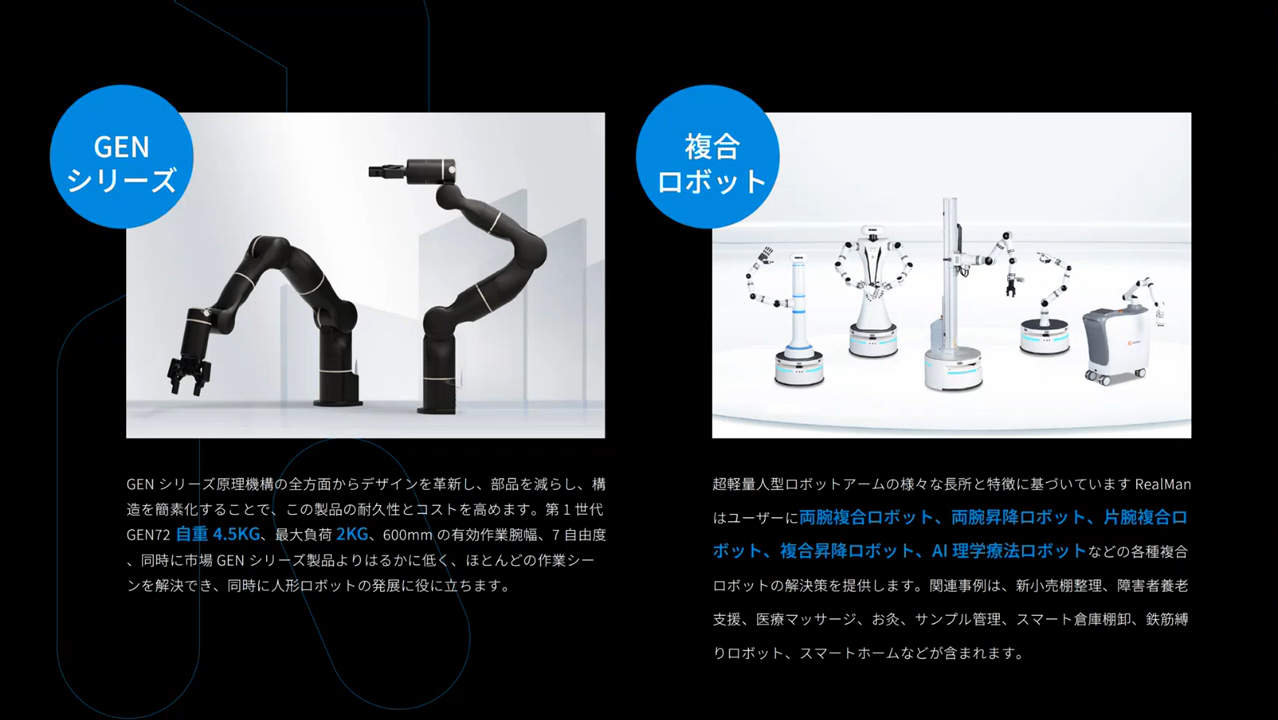 GEN
シリーズ
複合
ロボット
GEN シリーズ原理機構の全方面からデザインを革新し、部品を減らし、構
造を簡素化することで、この製品の耐久性とコストを高めます。第 1 世代
GEN72 自重 4.5KG、最大負荷 2KG、600mm の有効作業腕幅、7 自由度
、同時に市場 GEN シリーズ製品よりはるかに低く、ほとんどの作業シー
ンを解決でき、同時に人形ロボットの発展に役に立ちます。
超軽量人型ロボットアームの様々な長所と特徴に基づいています RealMan
はユーザーに両腕複合ロボット、両腕昇降ロボット、片腕複合ロ
ボット、複合昇降ロボット、AI 理学療法ロボットなどの各種複合
ロボットの解決策を提供します。関連事例は、新小売棚整理、障害者養老
支援、医療マッサージ、お灸、サンプル管理、スマート倉庫棚卸、鉄筋縛
りロボット、スマートホームなどが含まれます。